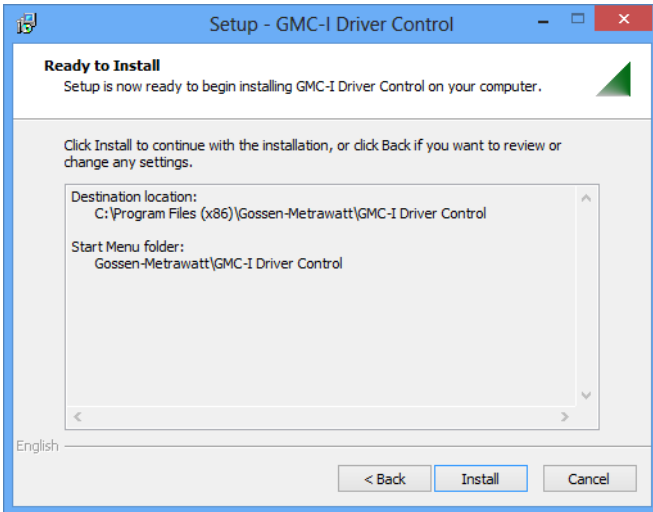 Setup - GMC-I Driver Control
Ready to Install
Setup is now ready to begin installing GMC-I Driver Control on your computer.
Click Install to continue with the installation, or click Back if you want to review or
change any settings.
Destination location:
C:\Program Files (x86)\Gossen-Metrawatt\GMC-I Driver Control
Start Menu folder:
Gossen-Metrawatt\GMC-I Driver Control
English
< Back
Install
Cancel